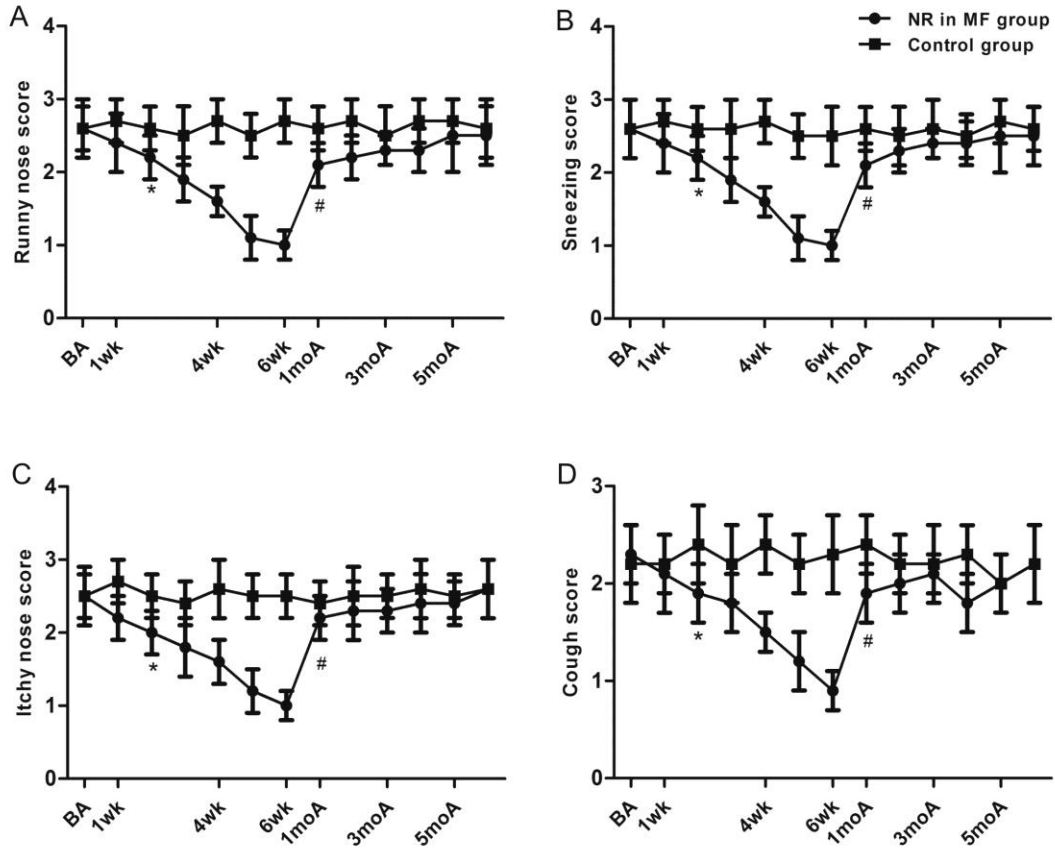 A
Runny nose score
4
3
2
1
0
*
#
BA
1wk
4wk
6wk
1moA
3moA
5moA
B
NR in MF group
Control group
Sneezing score
4
3
2
1
0
*
#
BA
1wk
4wk
6wk
1moA
3moA
5moA
C
Itchy nose score
4
3
2
1
0
*
#
BA
1wk
4wk
6wk
1moA
3moA
5moA
D
Cough score
3
2
1
0
*
#
BA
1wk
4wk
6wk
1moA
3moA
5moA